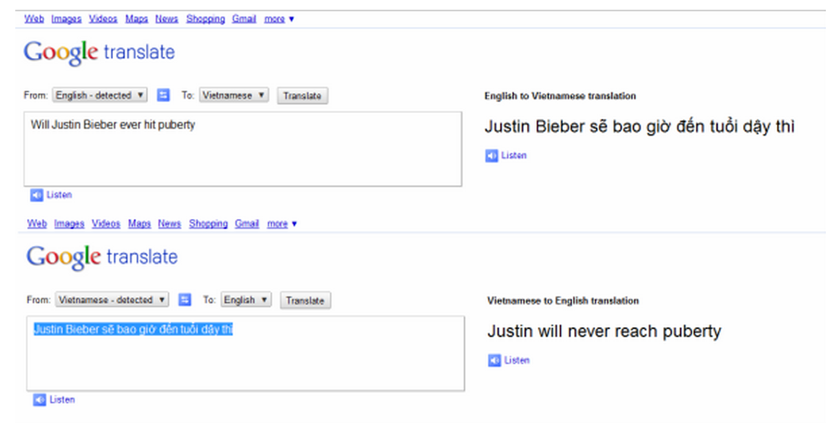 Web Images Videos Maps News Shopping Gmail more ▼
Google translate
From: English - detected ▼ To: Vietnamese ▼ Translate
English to Vietnamese translation
Will Justin Bieber ever hit puberty
Justin Bieber sẽ bao giờ đến tuổi dậy thì
Listen
Listen
Web Images Videos Maps News Shopping Gmail more ▼
Google translate
From: Vietnamese - detected ▼ To: English ▼ Translate
Vietnamese to English translation
Justin Bieber sẽ bao giờ đến tuổi dậy thì
Justin will never reach puberty
Listen
Listen